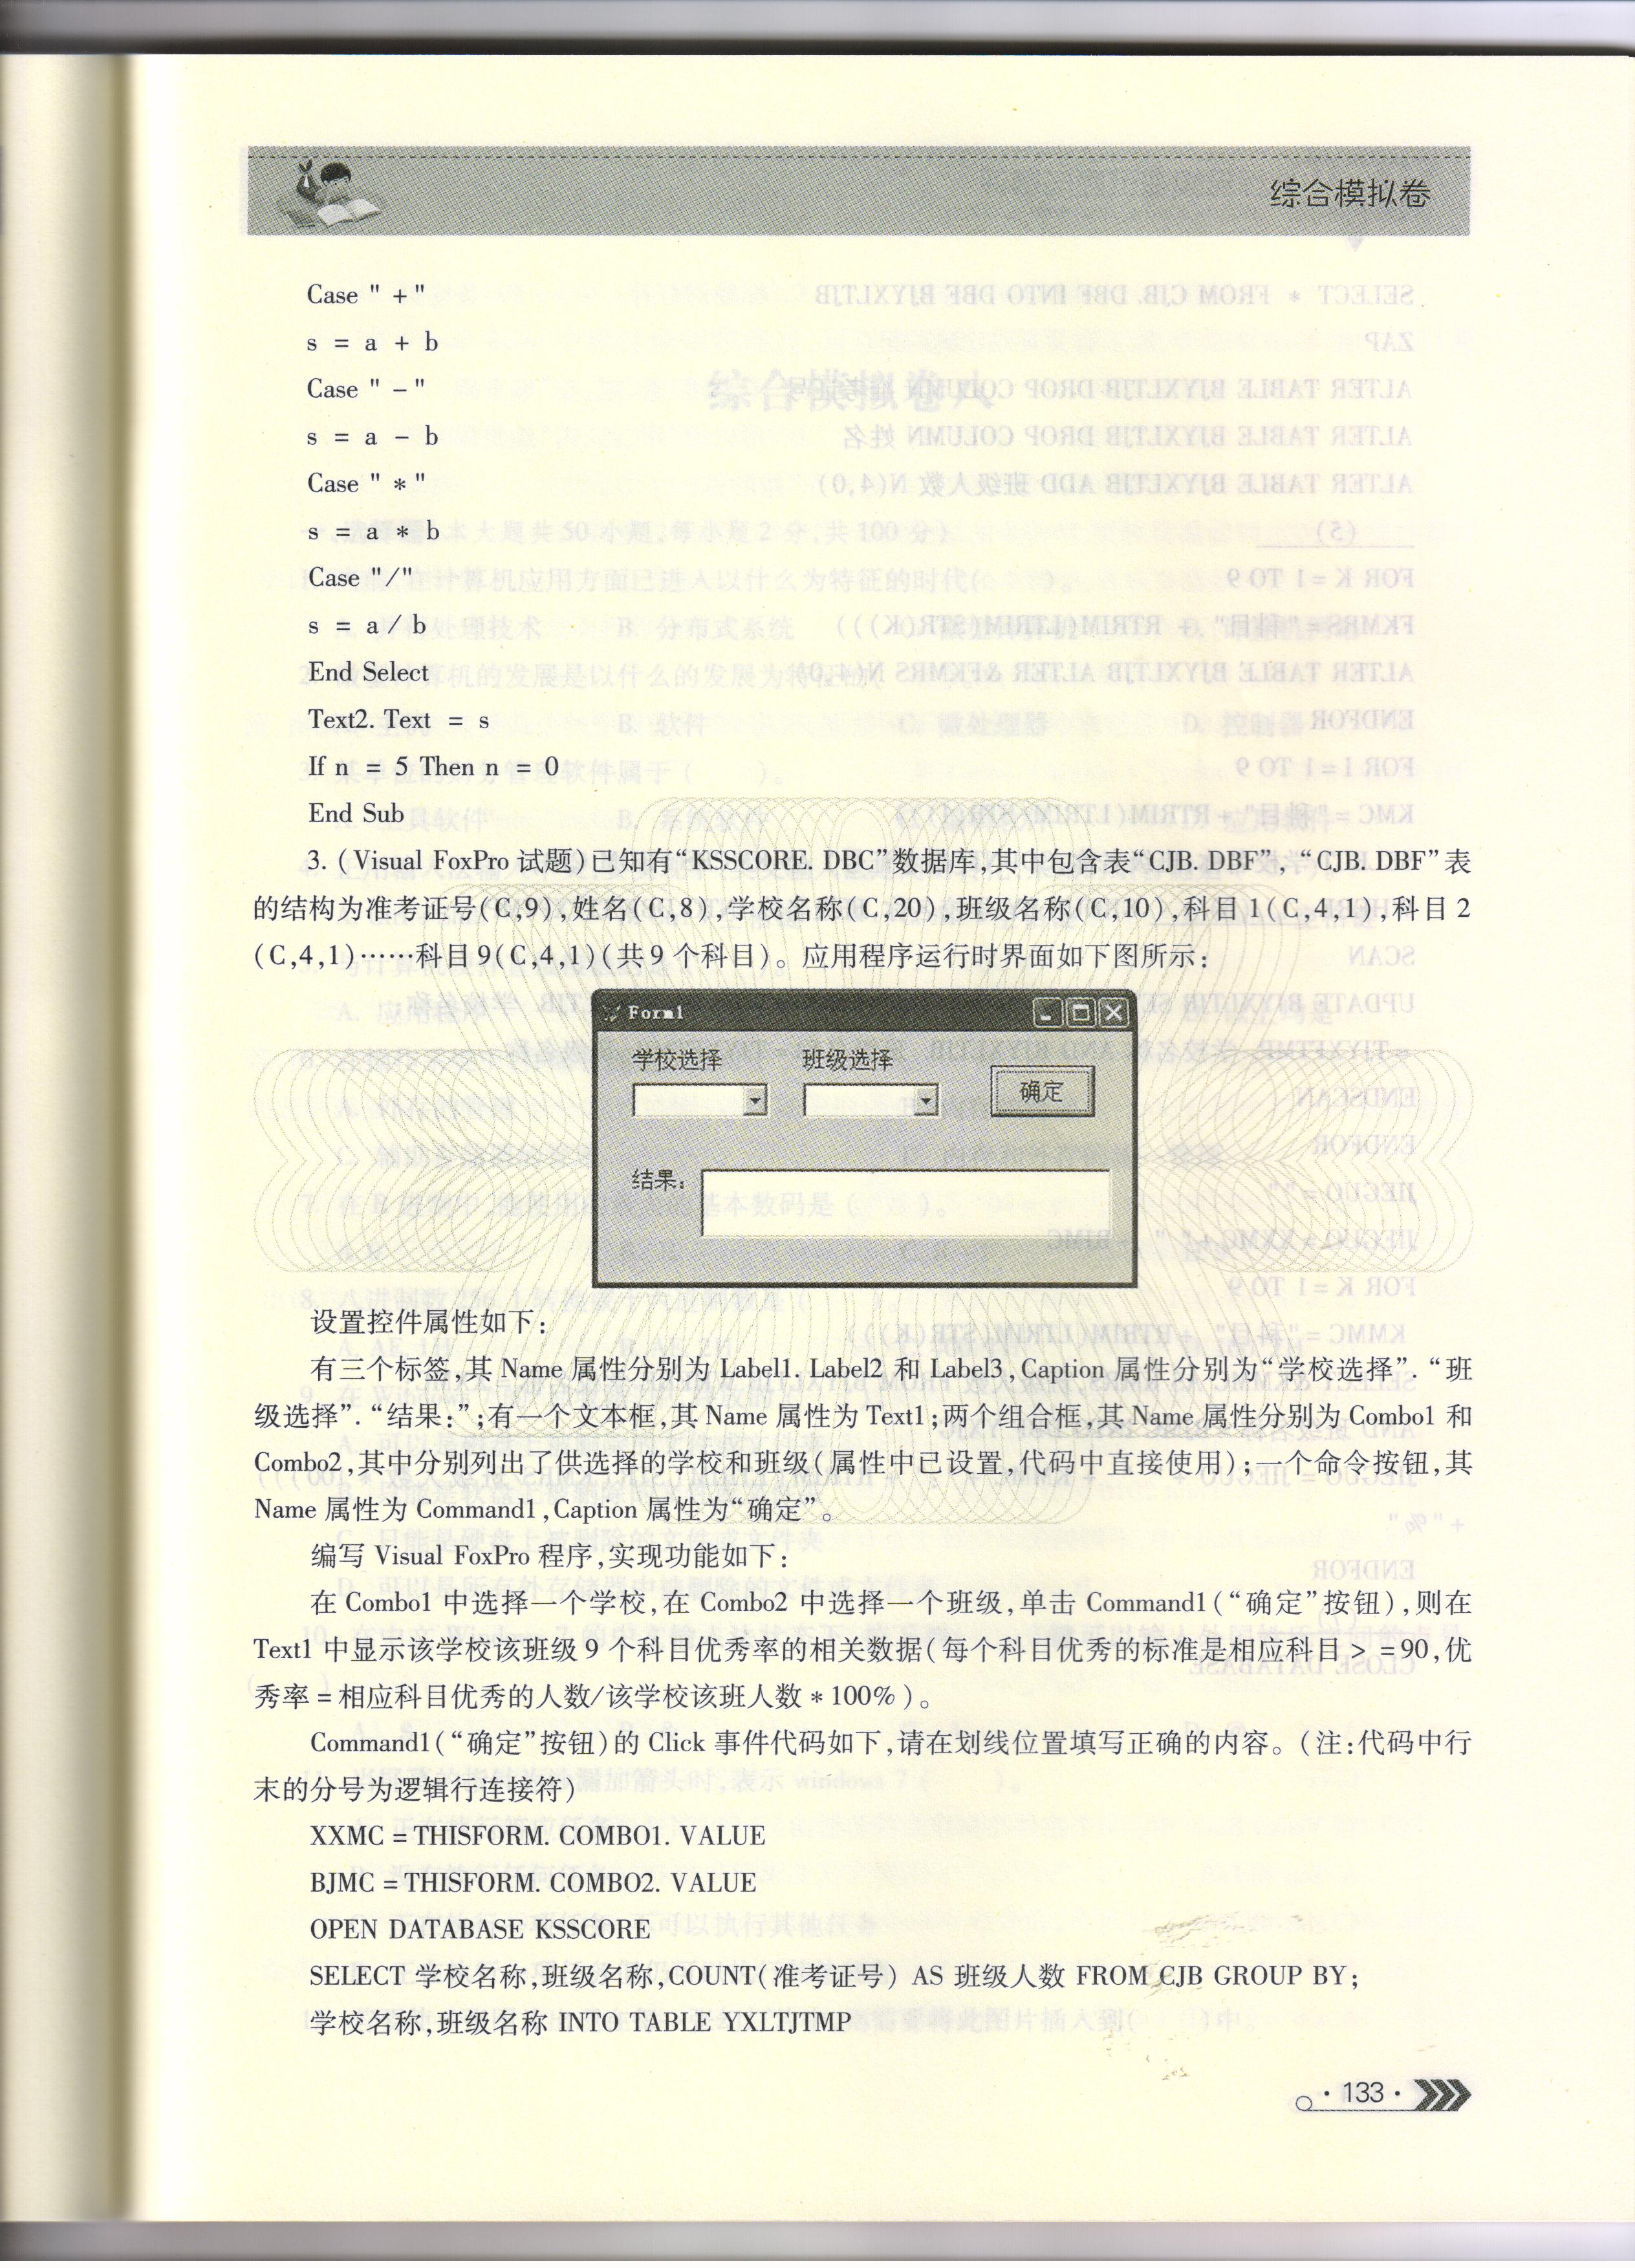 综合模拟卷
Case "+"
s = a + b
Case "-"
s = a - b
Case "*"
s = a * b
Case "/"
s = a/b
End Select
Text2. Text = s
If n = 5 Then n = 0
End Sub
3. (Visual FoxPro 试题)已知有“KSSCORE. DBC”数据库,其中包含表“CJB. DBF”, “CJB. DBF”表
的结构为准考证号(C,9),姓名(C,8),学校名称(C,20),班级名称(C,10),科目1(C,4,1),科目2
(C,4,1)……科目9(C,4,1)(共9个科目)。应用程序运行时界面如下图所示:
Form1
学校选择 班级选择 确定
结果:
设置控件属性如下:
有三个标签,其 Name 属性分别为 Label1. Label2 和 Label3,Caption 属性分别为“学校选择”. “班
级选择”. “结果:”;有一个文本框,其 Name 属性为 Text1;两个组合框,其 Name 属性分别为 Combo1 和
Combo2,其中分别列出了供选择的学校和班级(属性中已设置,代码中直接使用);一个命令按钮,其
Name 属性为 Command1,Caption 属性为“确定”。
编写 Visual FoxPro 程序,实现功能如下:
在 Combo1 中选择一个学校,在 Combo2 中选择一个班级,单击 Command1(“确定”按钮),则在
Text1 中显示该学校该班级 9 个科目优秀率的相关数据(每个科目优秀的标准是相应科目 > =90,优
秀率=相应科目优秀的人数/该学校该班人数*100%)。
Command1(“确定”按钮)的 Click 事件代码如下,请在划线位置填写正确的内容。(注:代码中行
末的分号为逻辑行连接符)
XXMC = THISFORM. COMBO1. VALUE
BJMC = THISFORM. COMBO2. VALUE
OPEN DATABASE KSSCORE
SELECT 学校名称,班级名称,COUNT(准考证号) AS 班级人数 FROM CJB GROUP BY;
学校名称,班级名称 INTO TABLE YXLTJTMP
· 133 ·